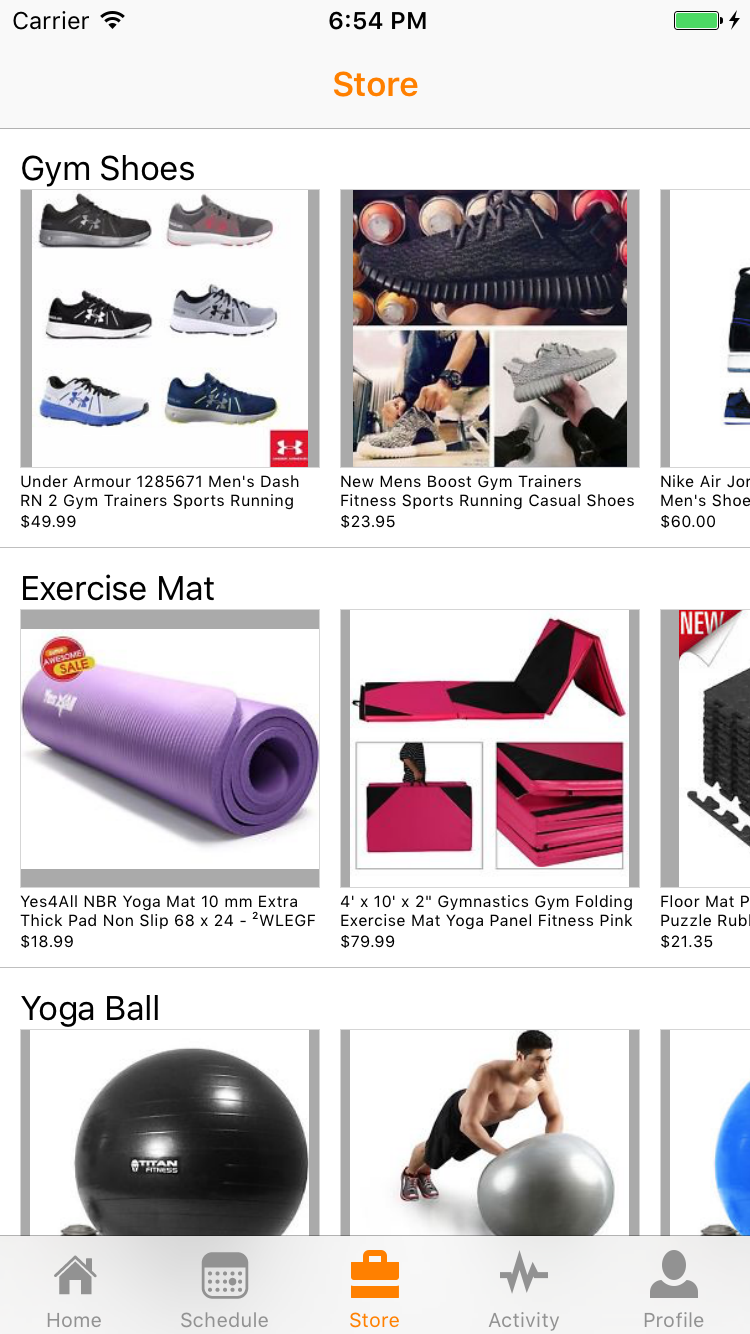 Carrier 6:54 PM
Store
Gym Shoes
Under Armour 1285671 Men's Dash
RN 2 Gym Trainers Sports Running
$49.99
New Mens Boost Gym Trainers
Fitness Sports Running Casual Shoes
$23.95
Nike Air Jor
Men's Shoe
$60.00
Exercise Mat
SUPER
AWESOME
SALE
Yes4All
NEW
Yes4All NBR Yoga Mat 10 mm Extra
Thick Pad Non Slip 68 x 24 - ²WLEGF
$18.99
4' x 10' x 2" Gymnastics Gym Folding
Exercise Mat Yoga Panel Fitness Pink
$79.99
Floor Mat P
Puzzle Rubb
$21.35
Yoga Ball
TITAN
FITNESS
Home Schedule Store Activity Profile